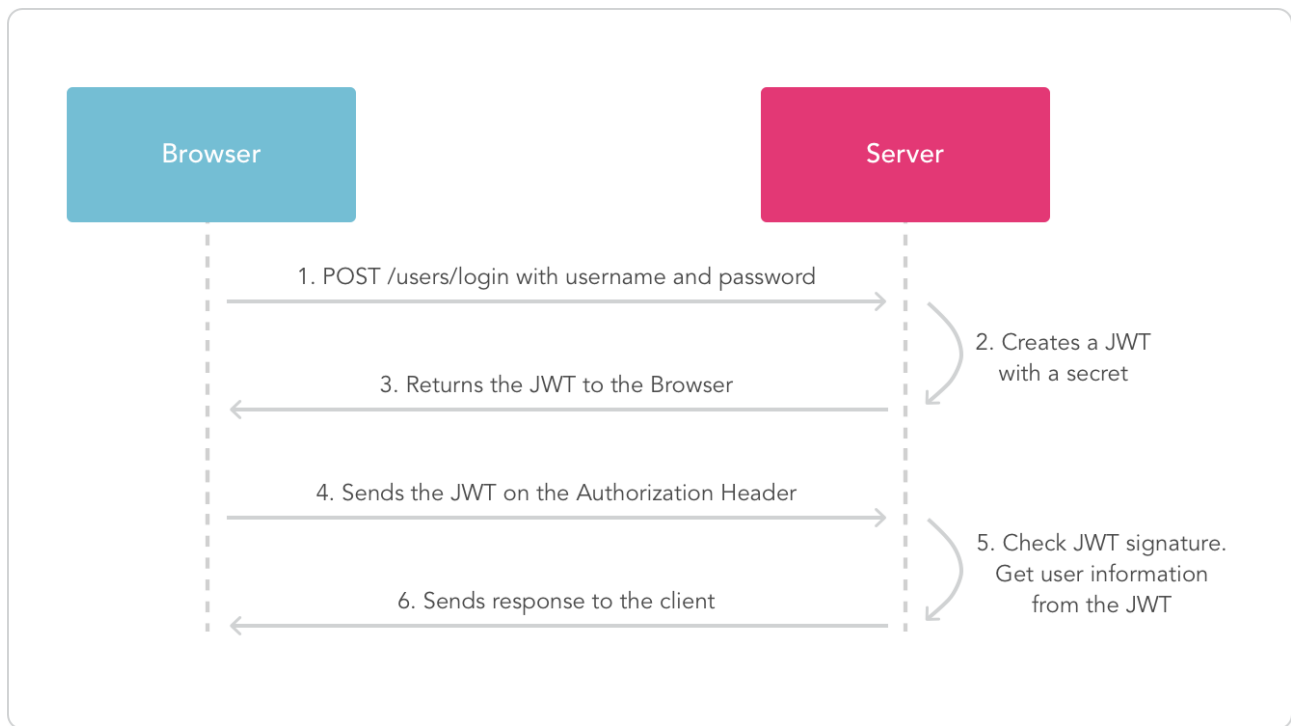 Browser
Server
1. POST /users/login with username and password
2. Creates a JWT
with a secret
3. Returns the JWT to the Browser
4. Sends the JWT on the Authorization Header
5. Check JWT signature.
Get user information
from the JWT
6. Sends response to the client